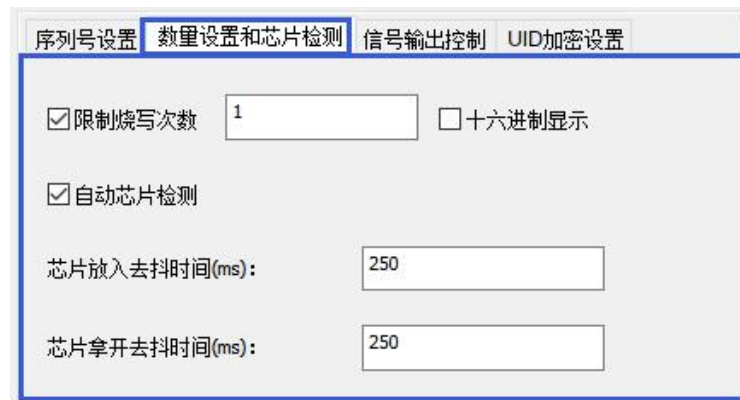 序列号设置 数量设置和芯片检测 信号输出控制 UID加密设置
限制烧写次数 1 十六进制显示
自动芯片检测
芯片放入去抖时间(ms): 250
芯片拿开去抖时间(ms): 250